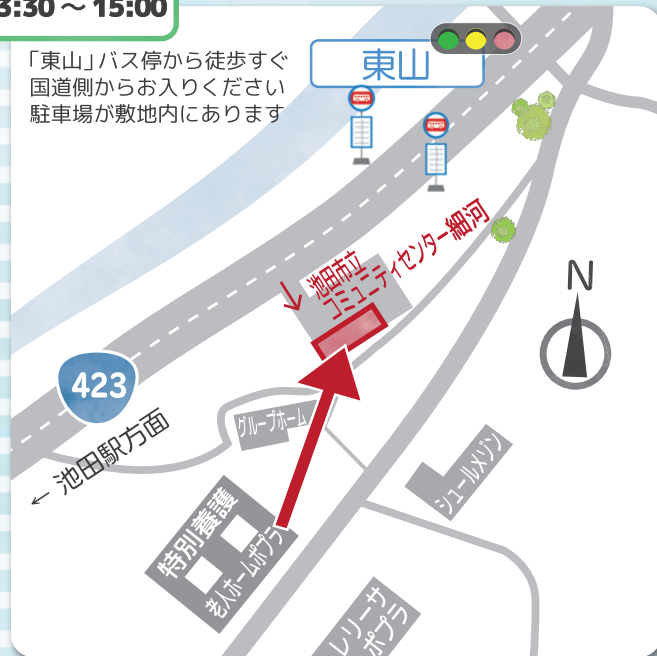 3:30 〜 15:00
「東山」バス停から徒歩すぐ
国道側からお入りください
駐車場が敷地内にあります
東山
池田市立
コミュニティセンター細河
N
423
← 池田駅方面
グループホーム
シュールメゾン
特別養護
老人ホームポプラ
レリーサ
ポプラ